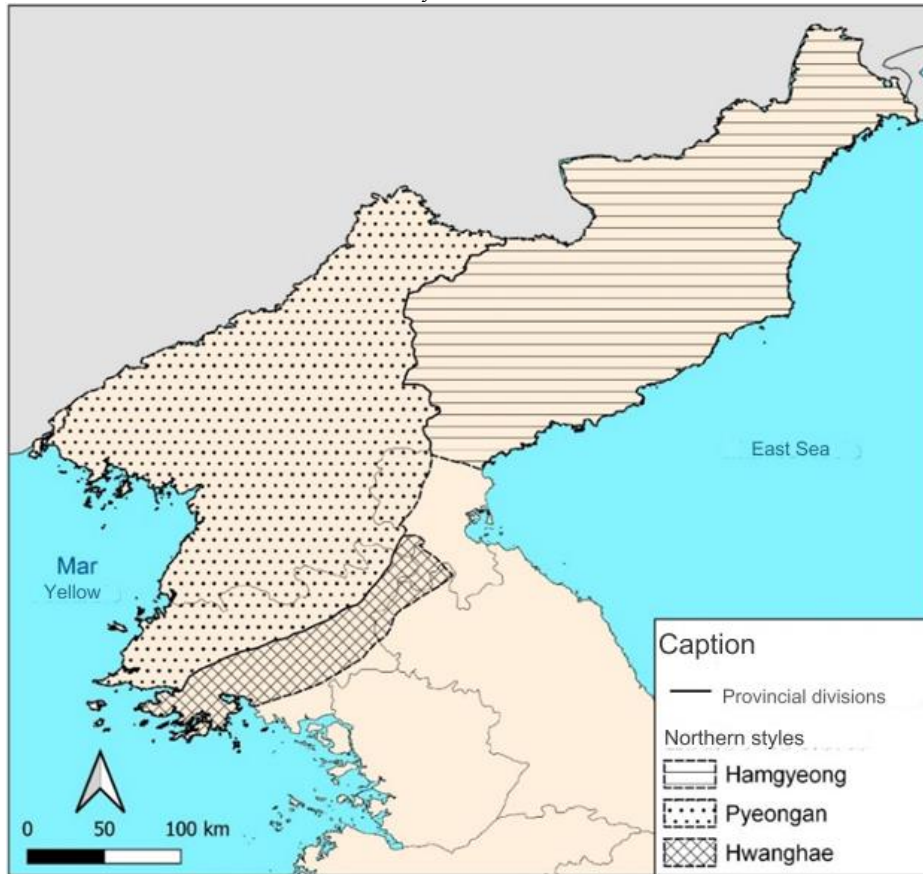 East Sea
Mar
Yellow
Caption
Provincial divisions
Northern styles
Hamgyeong
Pyeongan
Hwanghae
0 50 100 km